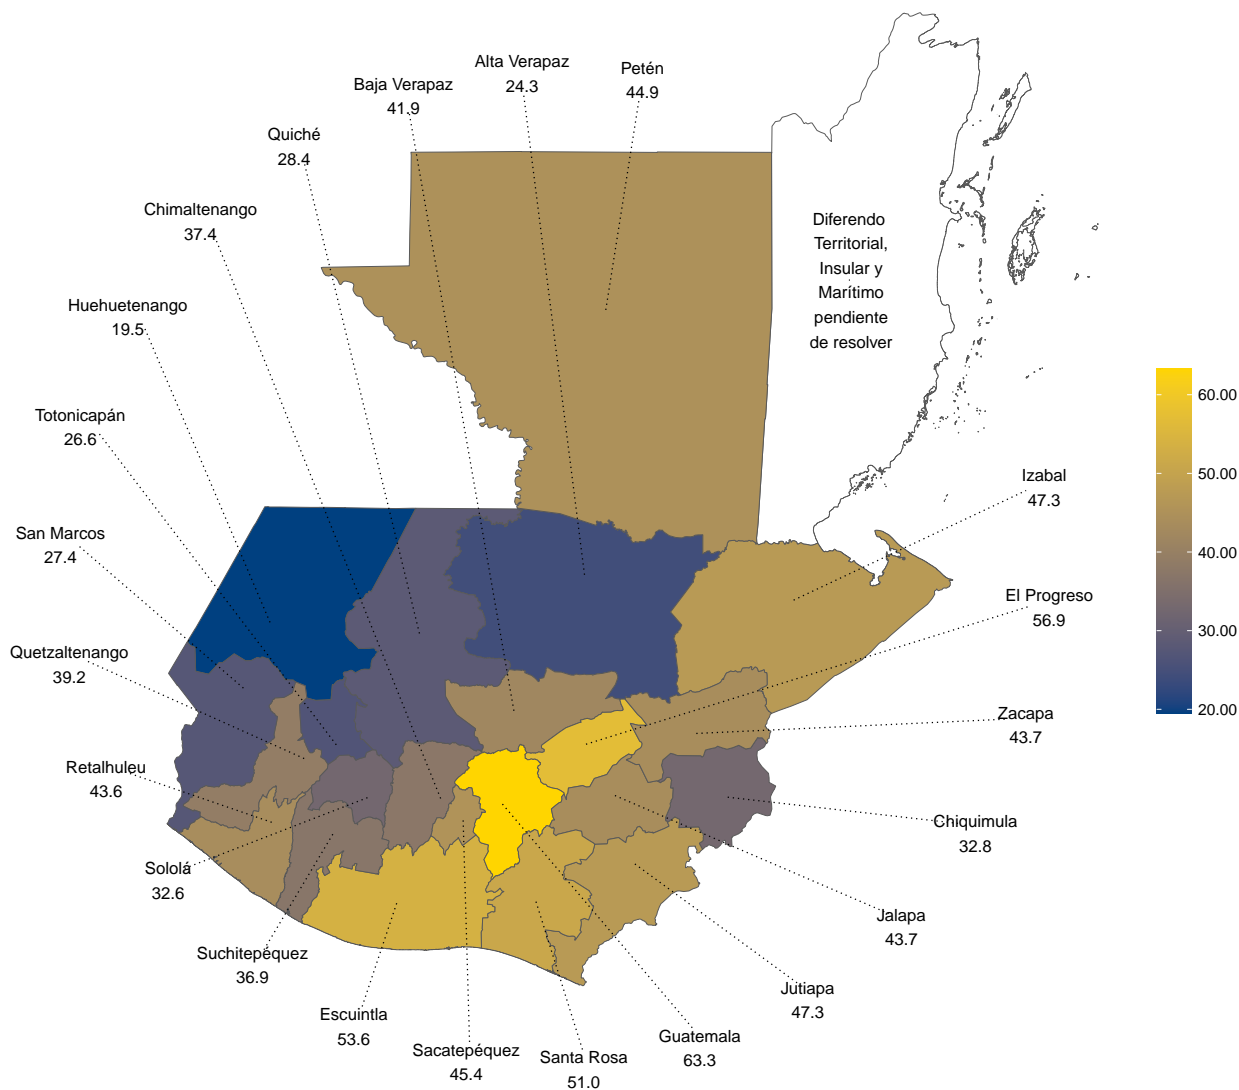 Alta Verapaz
24.3
Petén
44.9
Baja Verapaz
41.9
Quiché
28.4
Chimaltenango
37.4
Diferendo
Territorial,
Insular y
Marítimo
pendiente
de resolver
Huehuetenango
19.5
Totonicapán
26.6
San Marcos
27.4
Quetzaltenango
39.2
Retalhuleu
43.6
Sololá
32.6
Suchitepéquez
36.9
Escuintla
53.6
Sacatepéquez
45.4
Santa Rosa
51.0
Guatemala
63.3
Jutiapa
47.3
Jalapa
43.7
Chiquimula
32.8
Zacapa
43.7
El Progreso
56.9
Izabal
47.3
60.00
50.00
40.00
30.00
20.00